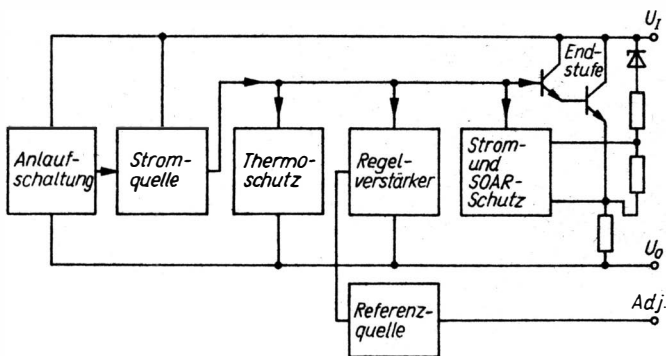 U_I
End-
stufe
Anlauf-
schaltung
Strom-
quelle
Thermo-
schutz
Regel-
verstärker
Strom-
und
SOAR-
Schutz
U_O
Referenz-
quelle
Adj.